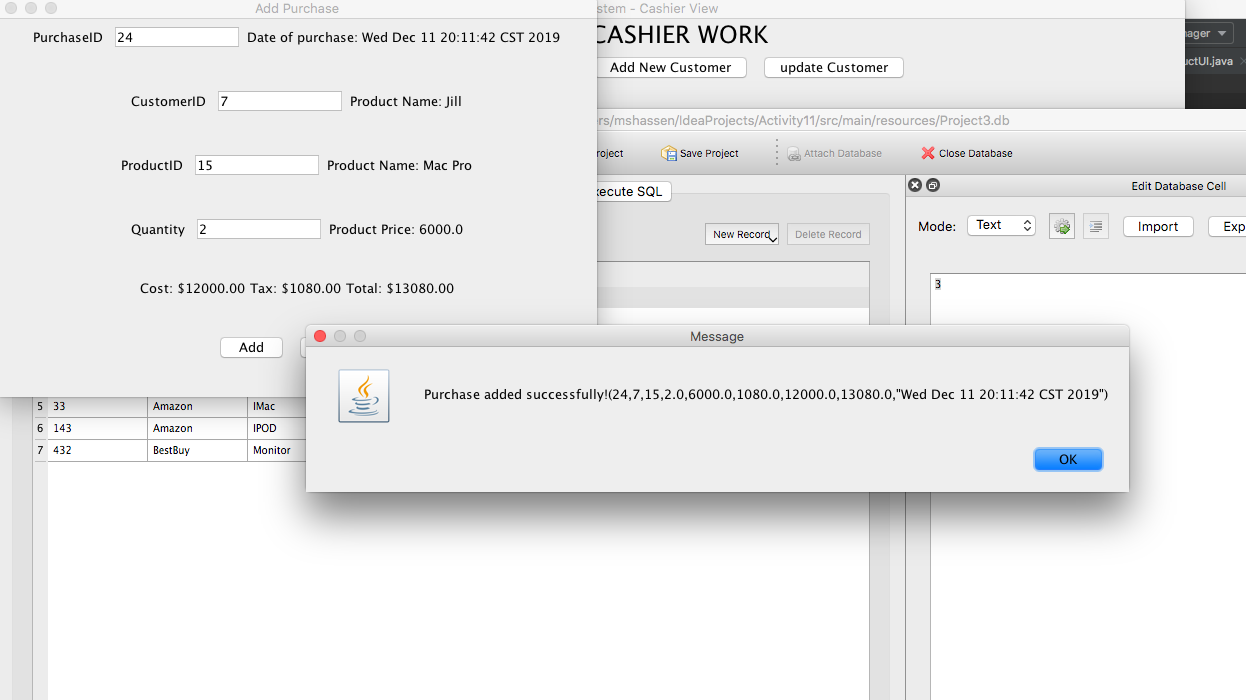 Add Purchase
stem - Cashier View
PurchaseID 24 Date of purchase: Wed Dec 11 20:11:42 CST 2019
CASHIER WORK
nager
Add New Customer update Customer
uctUI.java
CustomerID 7 Product Name: Jill
ers/mshassen/IdeaProjects/Activity11/src/main/resources/Project3.db
roject Save Project Attach Database Close Database
ProductID 15 Product Name: Mac Pro
xecute SQL
Edit Database Cell
Quantity 2 Product Price: 6000.0
New Record Delete Record
Mode: Text Import Exp
Cost: $12000.00 Tax: $1080.00 Total: $13080.00
3
Add
Message
Purchase added successfully!(24,7,15,2.0,6000.0,1080.0,12000.0,13080.0,"Wed Dec 11 20:11:42 CST 2019")
OK
5 33 Amazon IMac
6 143 Amazon IPOD
7 432 BestBuy Monitor